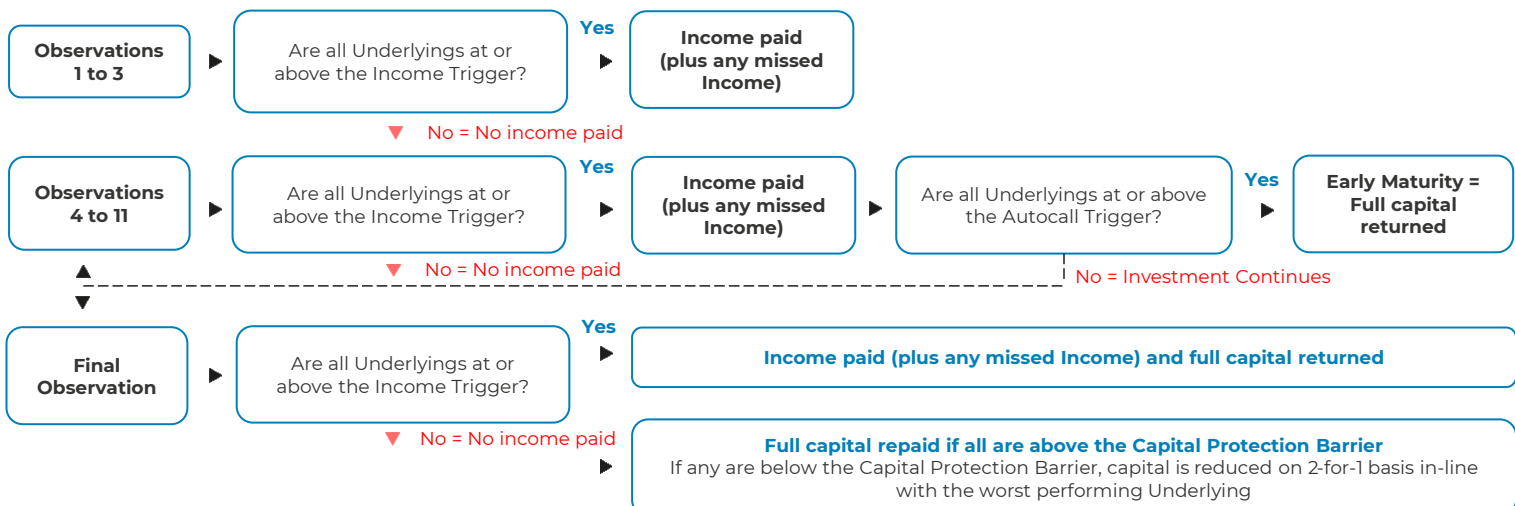 Observations
1 to 3
Are all Underlyings at or
above the Income Trigger?
Yes
Income paid
(plus any missed
Income)
No = No income paid
Observations
4 to 11
Are all Underlyings at or
above the Income Trigger?
Yes
Income paid
(plus any missed
Income)
Are all Underlyings at or above
the Autocall Trigger?
Yes
Early Maturity =
Full capital
returned
No = No income paid
No = Investment Continues
Final
Observation
Are all Underlyings at or
above the Income Trigger?
Yes
Income paid (plus any missed Income) and full capital returned
No = No income paid
Full capital repaid if all are above the Capital Protection Barrier
If any are below the Capital Protection Barrier, capital is reduced on 2-for-1 basis in-line
with the worst performing Underlying